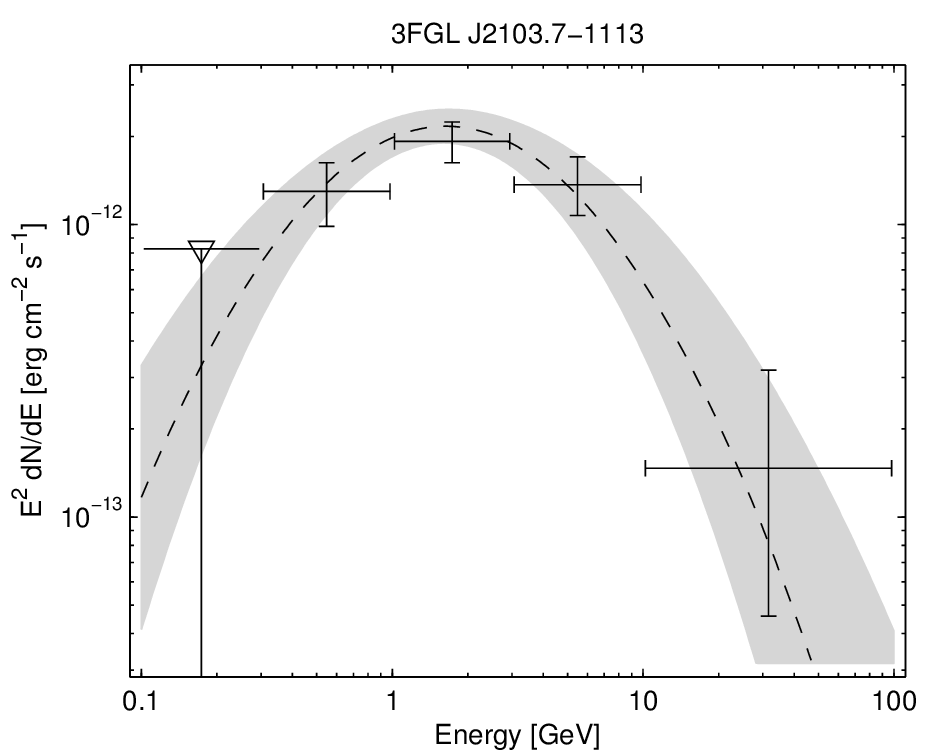 3FGL J2103.7−1113
E² dN/dE [erg cm⁻² s⁻¹]
10⁻¹²
10⁻¹³
0.1 1 10 100
Energy [GeV]